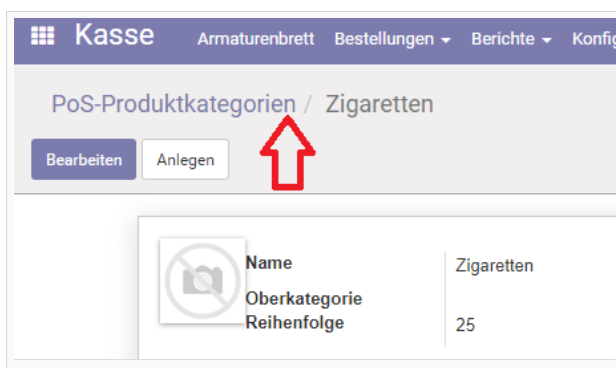 Kasse Armaturenbrett Bestellungen Berichte
PoS-Produktkategorien / Zigaretten
Bearbeiten Anlegen
Name Zigaretten
Oberkategorie
Reihenfolge 25